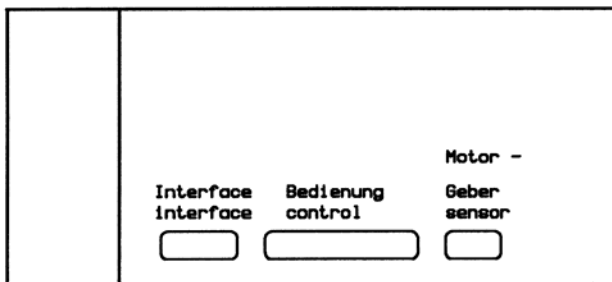 Motor -
Interface Bedienung Geber
interface control sensor